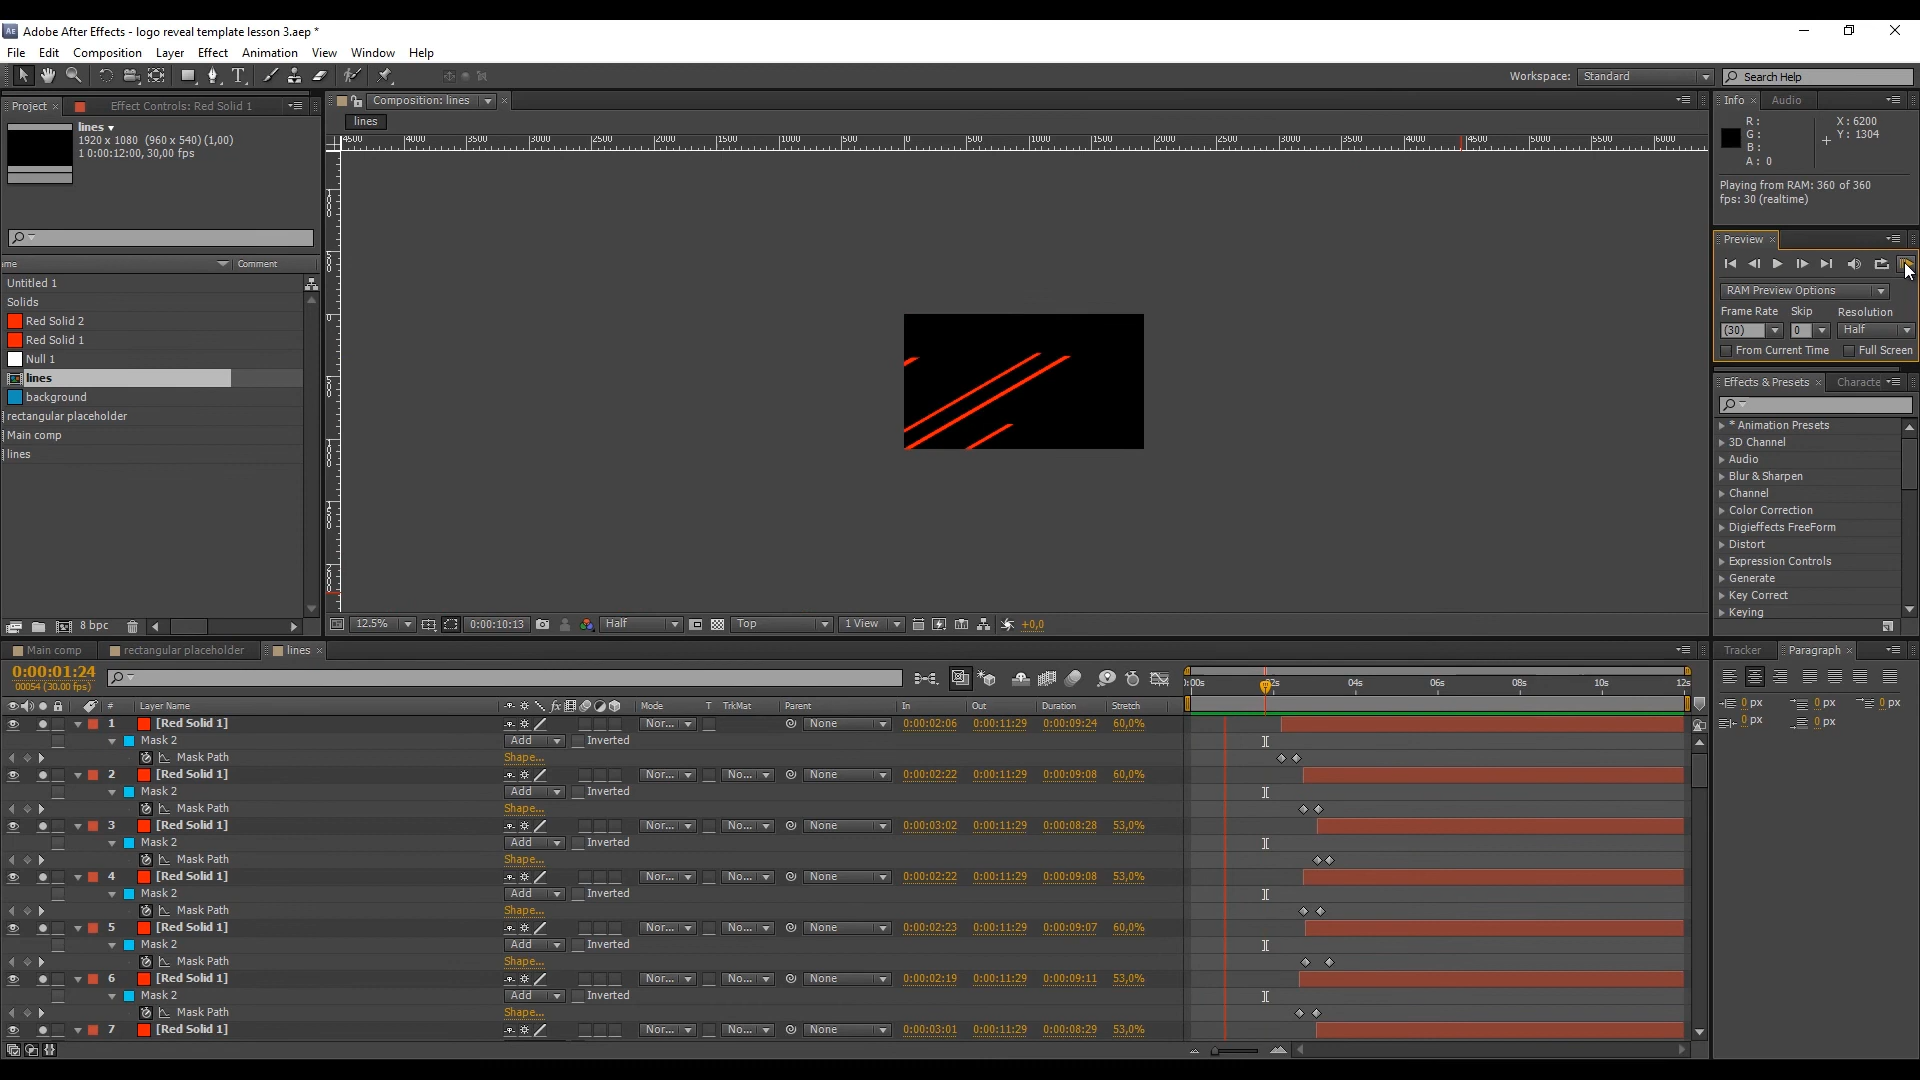 Adobe After Effects - logo reveal template lesson 3.aep *
File Edit Composition Layer Effect Animation View Window Help
Workspace: Standard Search Help
Project Effect Controls: Red Solid 1
Composition: lines
Info Audio
lines
1920 x 1080 (960 x 540) (1,00)
1 0:00:12:00, 30,00 fps
lines
R:
G:
B:
A: 0
X: 6200
Y: 1304
Playing from RAM: 360 of 360
fps: 30 (realtime)
Preview
RAM Preview Options
Frame Rate Skip Resolution
(30) 0 Half
From Current Time Full Screen
ame Comment
Untitled 1
Solids
Red Solid 2
Red Solid 1
Null 1
lines
background
rectangular placeholder
Main comp
lines
Effects & Presets Characte
* Animation Presets
3D Channel
Audio
Blur & Sharpen
Channel
Color Correction
Digieffects FreeForm
Distort
Expression Controls
Generate
Key Correct
Keying
8 bpc
12.5% 0:00:10:13 Half Top 1 View +0,0
Main comp rectangular placeholder lines
Tracker Paragraph
0:00:01:24
00054 (30.00 fps)
0 px 0 px 0 px
0 px 0 px
:00s 02s 04s 06s 08s 10s 12s
# Layer Name Mode T TrkMat Parent In Out Duration Stretch
1 [Red Solid 1] Nor... None 0:00:02:06 0:00:11:29 0:00:09:24 60,0%
Mask 2 Add Inverted
Mask Path Shape...
2 [Red Solid 1] Nor... No... None 0:00:02:22 0:00:11:29 0:00:09:08 60,0%
Mask 2 Add Inverted
Mask Path Shape...
3 [Red Solid 1] Nor... No... None 0:00:03:02 0:00:11:29 0:00:08:28 53,0%
Mask 2 Add Inverted
Mask Path Shape...
4 [Red Solid 1] Nor... No... None 0:00:02:22 0:00:11:29 0:00:09:08 53,0%
Mask 2 Add Inverted
Mask Path Shape...
5 [Red Solid 1] Nor... No... None 0:00:02:23 0:00:11:29 0:00:09:07 60,0%
Mask 2 Add Inverted
Mask Path Shape...
6 [Red Solid 1] Nor... No... None 0:00:02:19 0:00:11:29 0:00:09:11 53,0%
Mask 2 Add Inverted
Mask Path Shape...
7 [Red Solid 1] Nor... No... None 0:00:03:01 0:00:11:29 0:00:08:29 53,0%